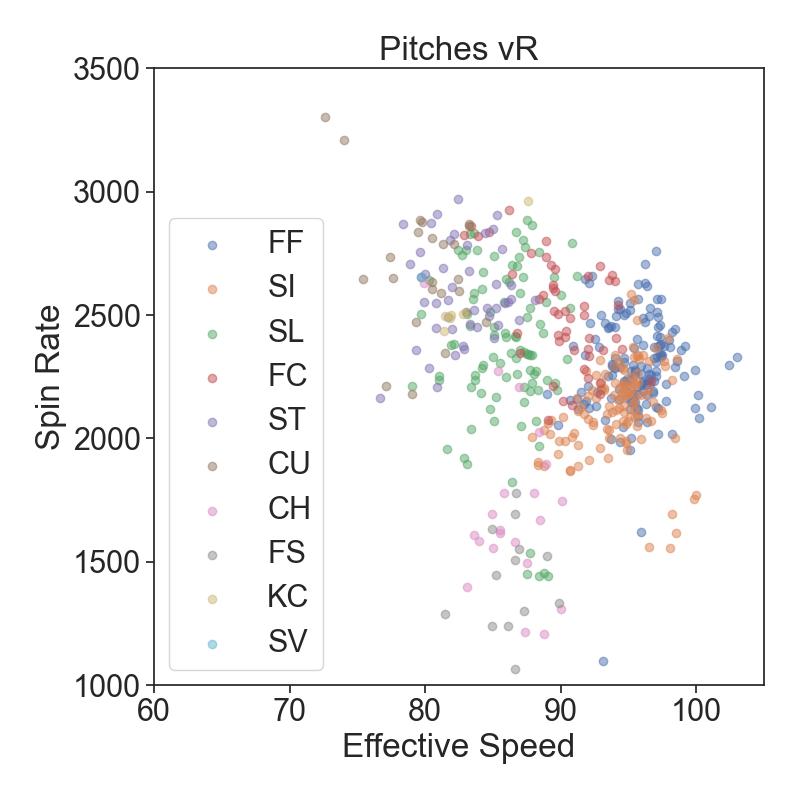 Pitches vR
3500
3000
2500
2000
1500
1000
Spin Rate
FF
SI
SL
FC
ST
CU
CH
FS
KC
SV
60 70 80 90 100
Effective Speed